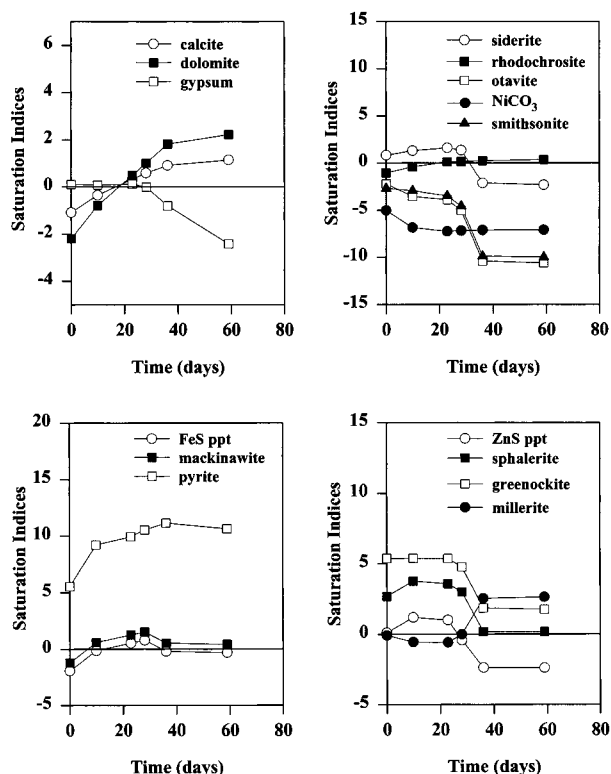 6
4
2
0
-2
-4
Saturation Indices
calcite
dolomite
gypsum
0
20
40
60
80
Time (days)
15
10
5
0
-5
-10
-15
Saturation Indices
siderite
rhodochrosite
otavite
NiCO3
smithsonite
0
20
40
60
80
Time (days)
20
15
10
5
0
-5
Saturation Indices
FeS ppt
mackinawite
pyrite
0
20
40
60
80
Time (days)
15
10
5
0
-5
Saturation Indices
ZnS ppt
sphalerite
greenockite
millerite
0
20
40
60
80
Time (days)